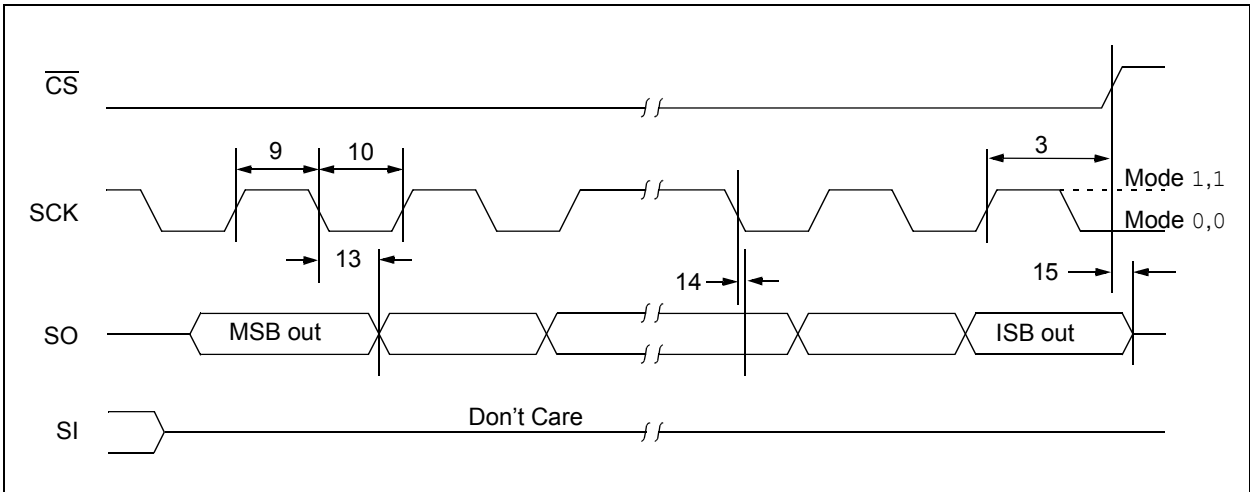 CS
9 10 3
Mode 1,1
SCK
Mode 0,0
13 14 15
SO MSB out ISB out
Don't Care
SI